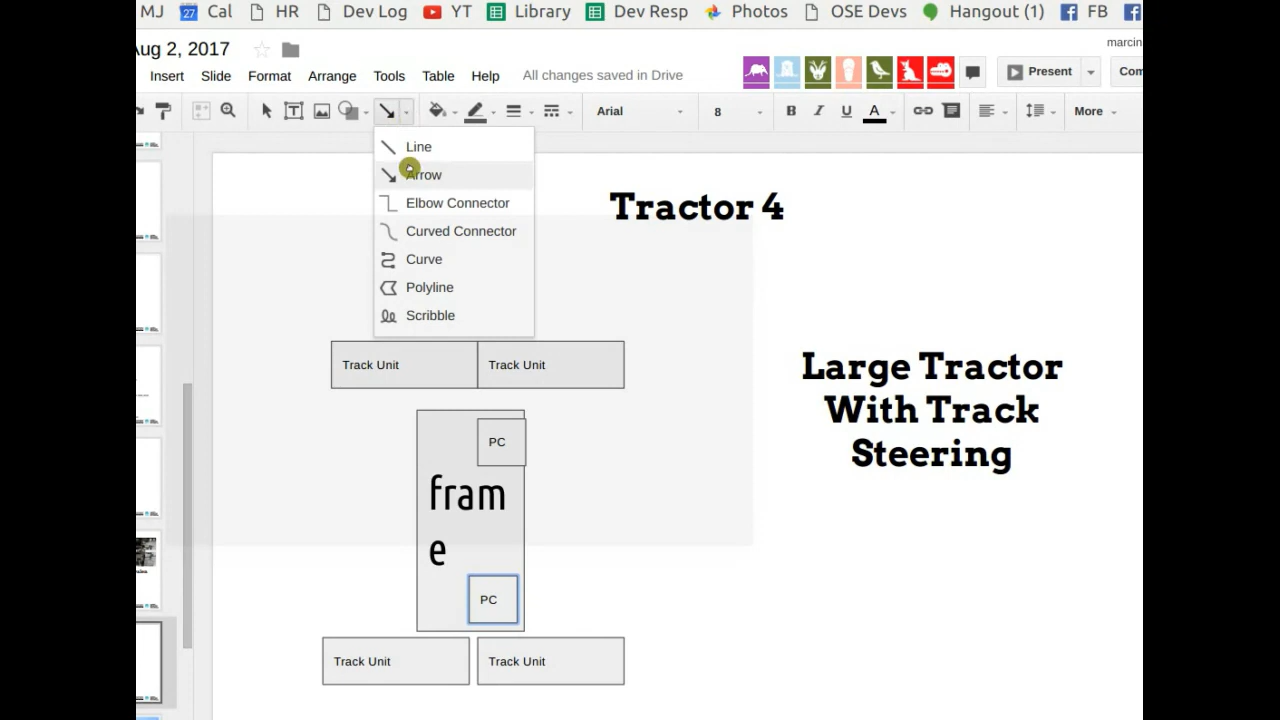 MJ 27 Cal HR Dev Log YT Library Dev Resp Photos OSE Devs Hangout (1) FB
Aug 2, 2017 marcin
Insert Slide Format Arrange Tools Table Help All changes saved in Drive Present Com
Arial 8 B I U A More
Line
Arrow
Elbow Connector
Curved Connector
Curve
Polyline
Scribble
Tractor 4
Track Unit Track Unit
Large Tractor
With Track
Steering
PC
fram
e
PC
Track Unit Track Unit